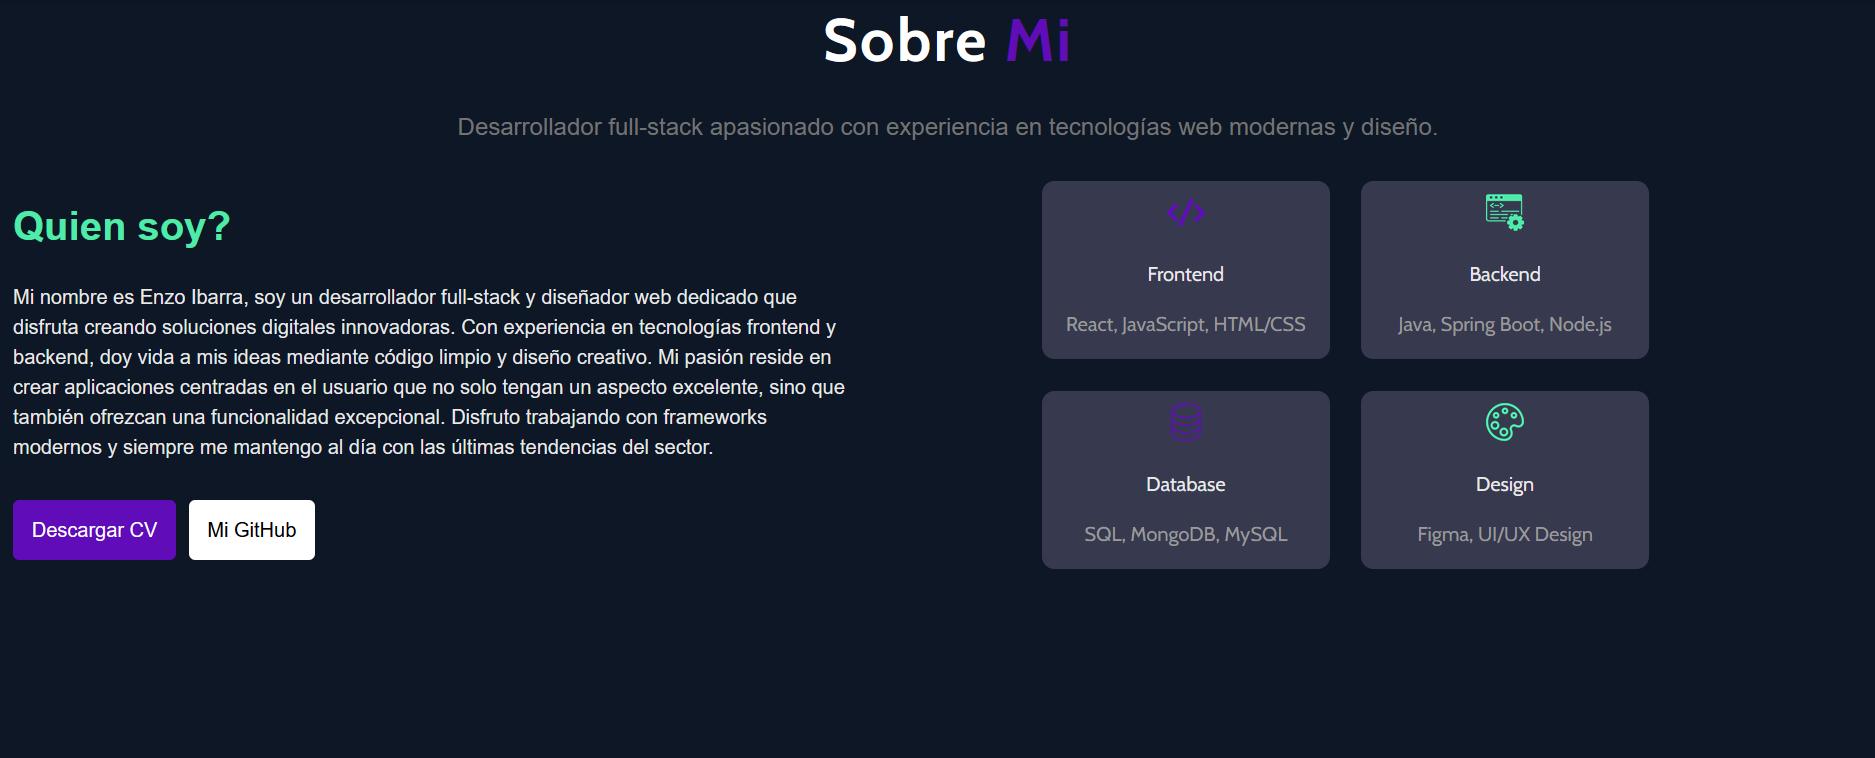 Sobre Mi
Desarrollador full-stack apasionado con experiencia en tecnologías web modernas y diseño.
Quien soy?
Mi nombre es Enzo Ibarra, soy un desarrollador full-stack y diseñador web dedicado que
disfruta creando soluciones digitales innovadoras. Con experiencia en tecnologías frontend y
backend, doy vida a mis ideas mediante código limpio y diseño creativo. Mi pasión reside en
crear aplicaciones centradas en el usuario que no solo tengan un aspecto excelente, sino que
también ofrezcan una funcionalidad excepcional. Disfruto trabajando con frameworks
modernos y siempre me mantengo al día con las últimas tendencias del sector.
Descargar CV
Mi GitHub
Frontend
React, JavaScript, HTML/CSS
Backend
Java, Spring Boot, Node.js
Database
SQL, MongoDB, MySQL
Design
Figma, UI/UX Design